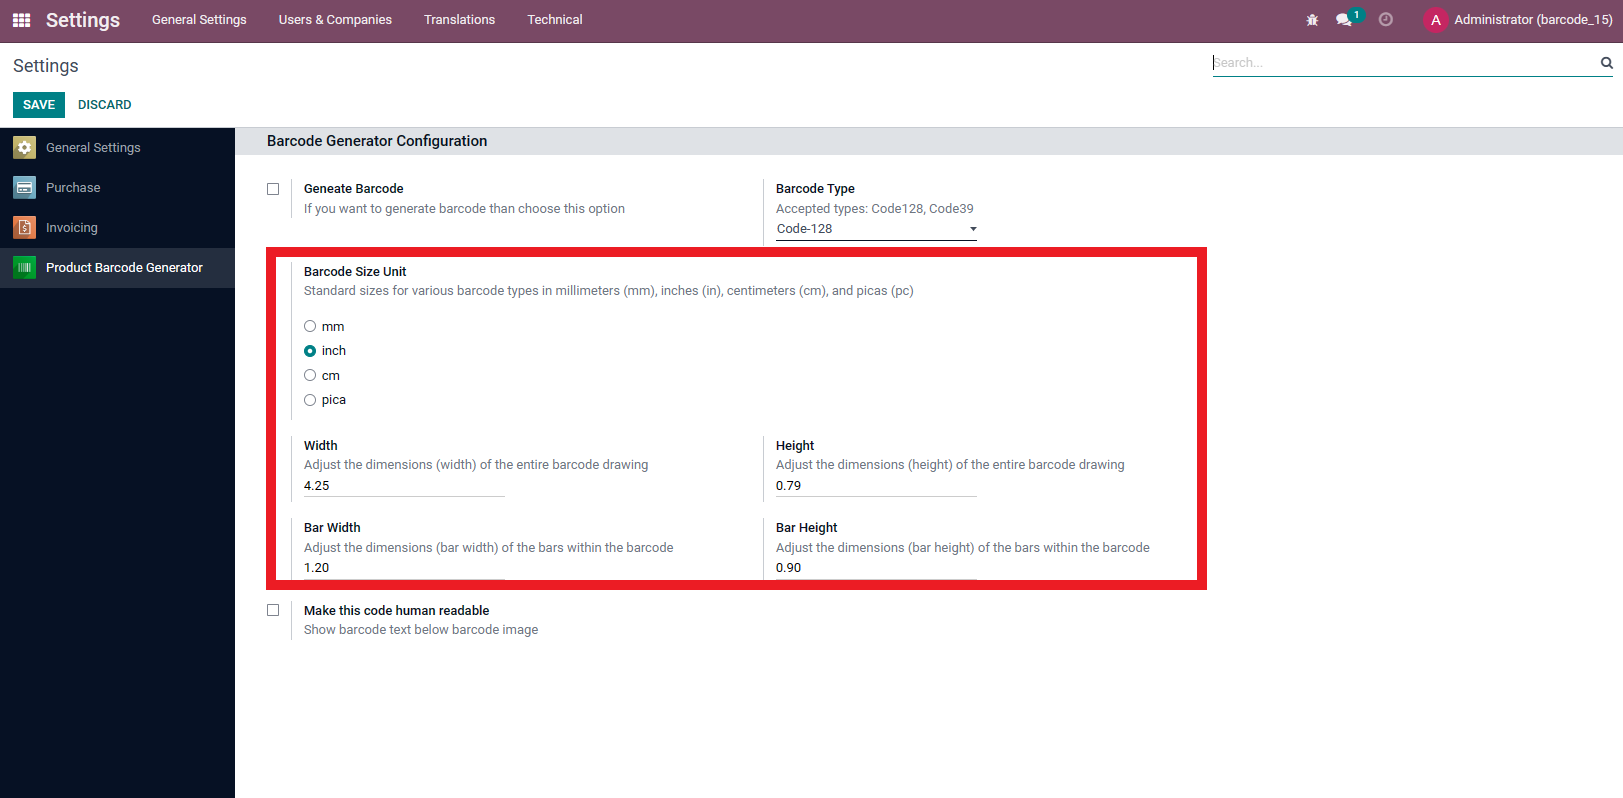 Settings General Settings Users & Companies Translations Technical 1 A Administrator (barcode_15)
Settings Search...
SAVE DISCARD
General Settings
Purchase
Invoicing
Product Barcode Generator
Barcode Generator Configuration
Geneate Barcode
If you want to generate barcode than choose this option
Barcode Type
Accepted types: Code128, Code39
Code-128
Barcode Size Unit
Standard sizes for various barcode types in millimeters (mm), inches (in), centimeters (cm), and picas (pc)
mm
inch
cm
pica
Width
Adjust the dimensions (width) of the entire barcode drawing
4.25
Height
Adjust the dimensions (height) of the entire barcode drawing
0.79
Bar Width
Adjust the dimensions (bar width) of the bars within the barcode
1.20
Bar Height
Adjust the dimensions (bar height) of the bars within the barcode
0.90
Make this code human readable
Show barcode text below barcode image